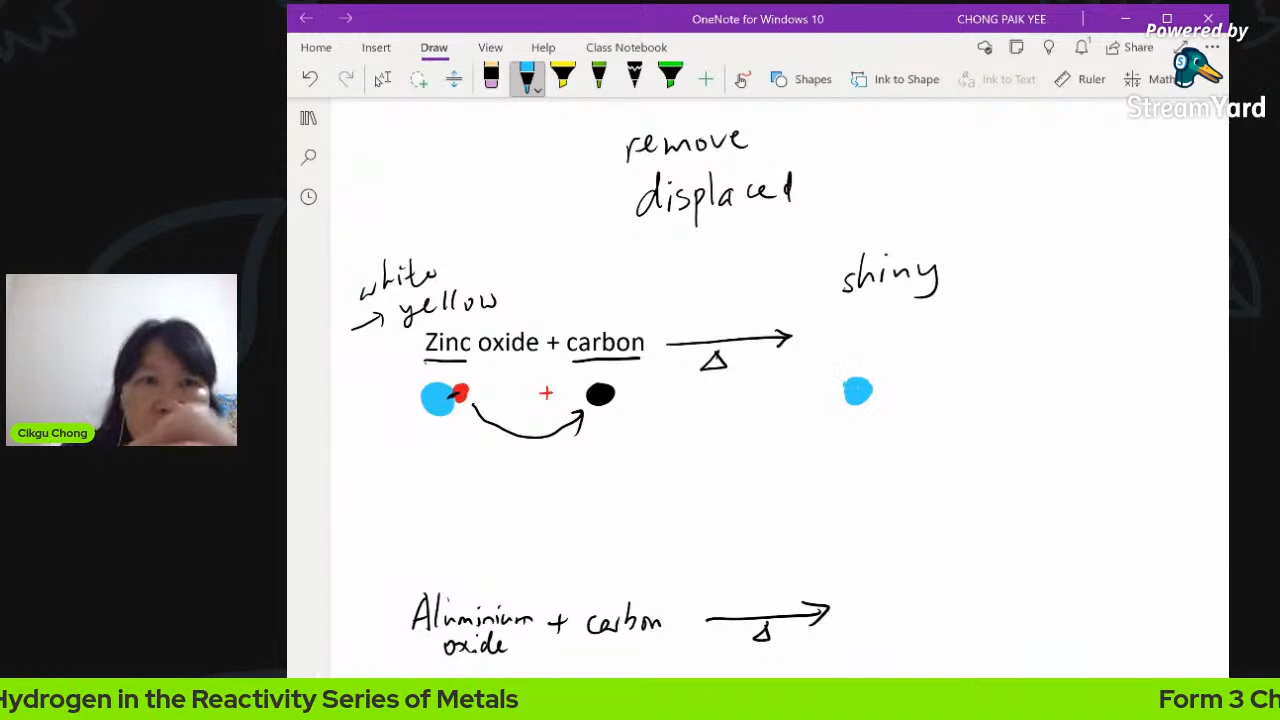 OneNote for Windows 10
CHONG PAIK YEE
Powered by
StreamYard
Home Insert Draw View Help Class Notebook
Share
Shapes Ink to Shape Ink to Text Ruler Math
remove
displaced
white
→ yellow
shiny
Zinc oxide + carbon
Δ
+
Cikgu Chong
Aluminium + carbon
oxide
Δ
Hydrogen in the Reactivity Series of Metals
Form 3 Ch